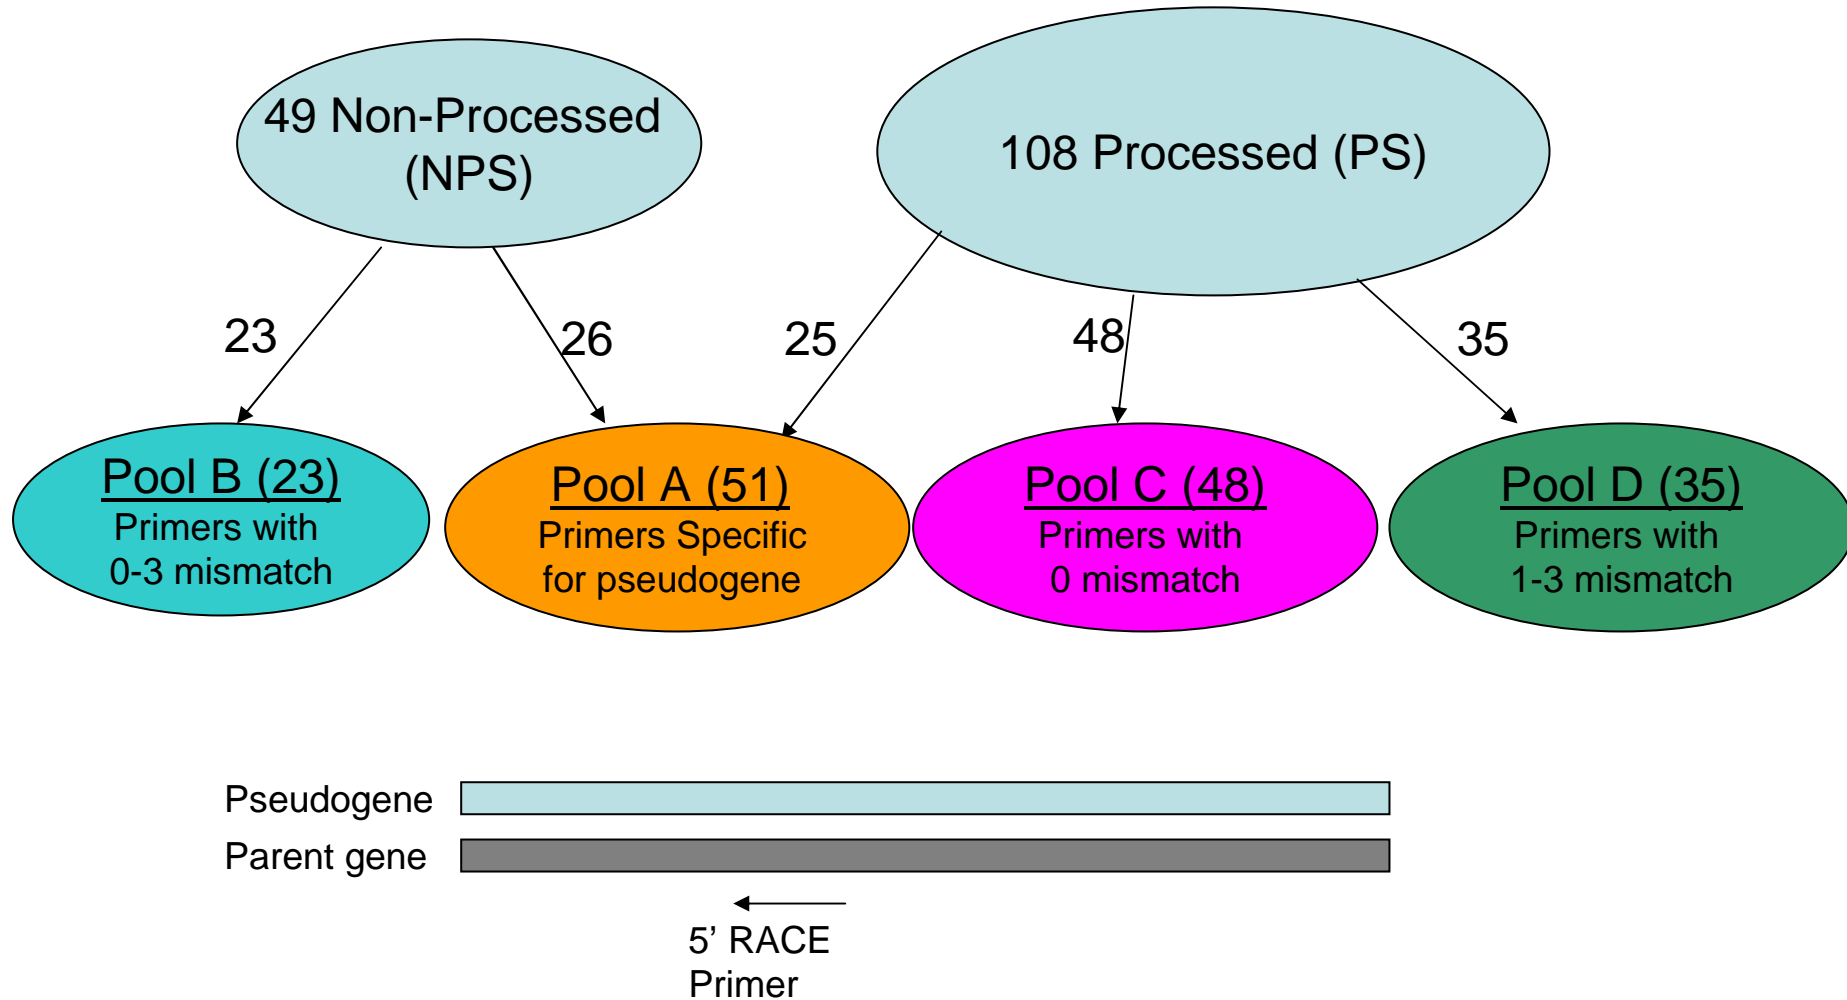 49 Non-Processed
(NPS)
108 Processed (PS)
23
26
25
48
35
Pool B (23)
Primers with
0-3 mismatch
Pool A (51)
Primers Specific
for pseudogene
Pool C (48)
Primers with
0 mismatch
Pool D (35)
Primers with
1-3 mismatch
Pseudogene
Parent gene
5’ RACE
Primer